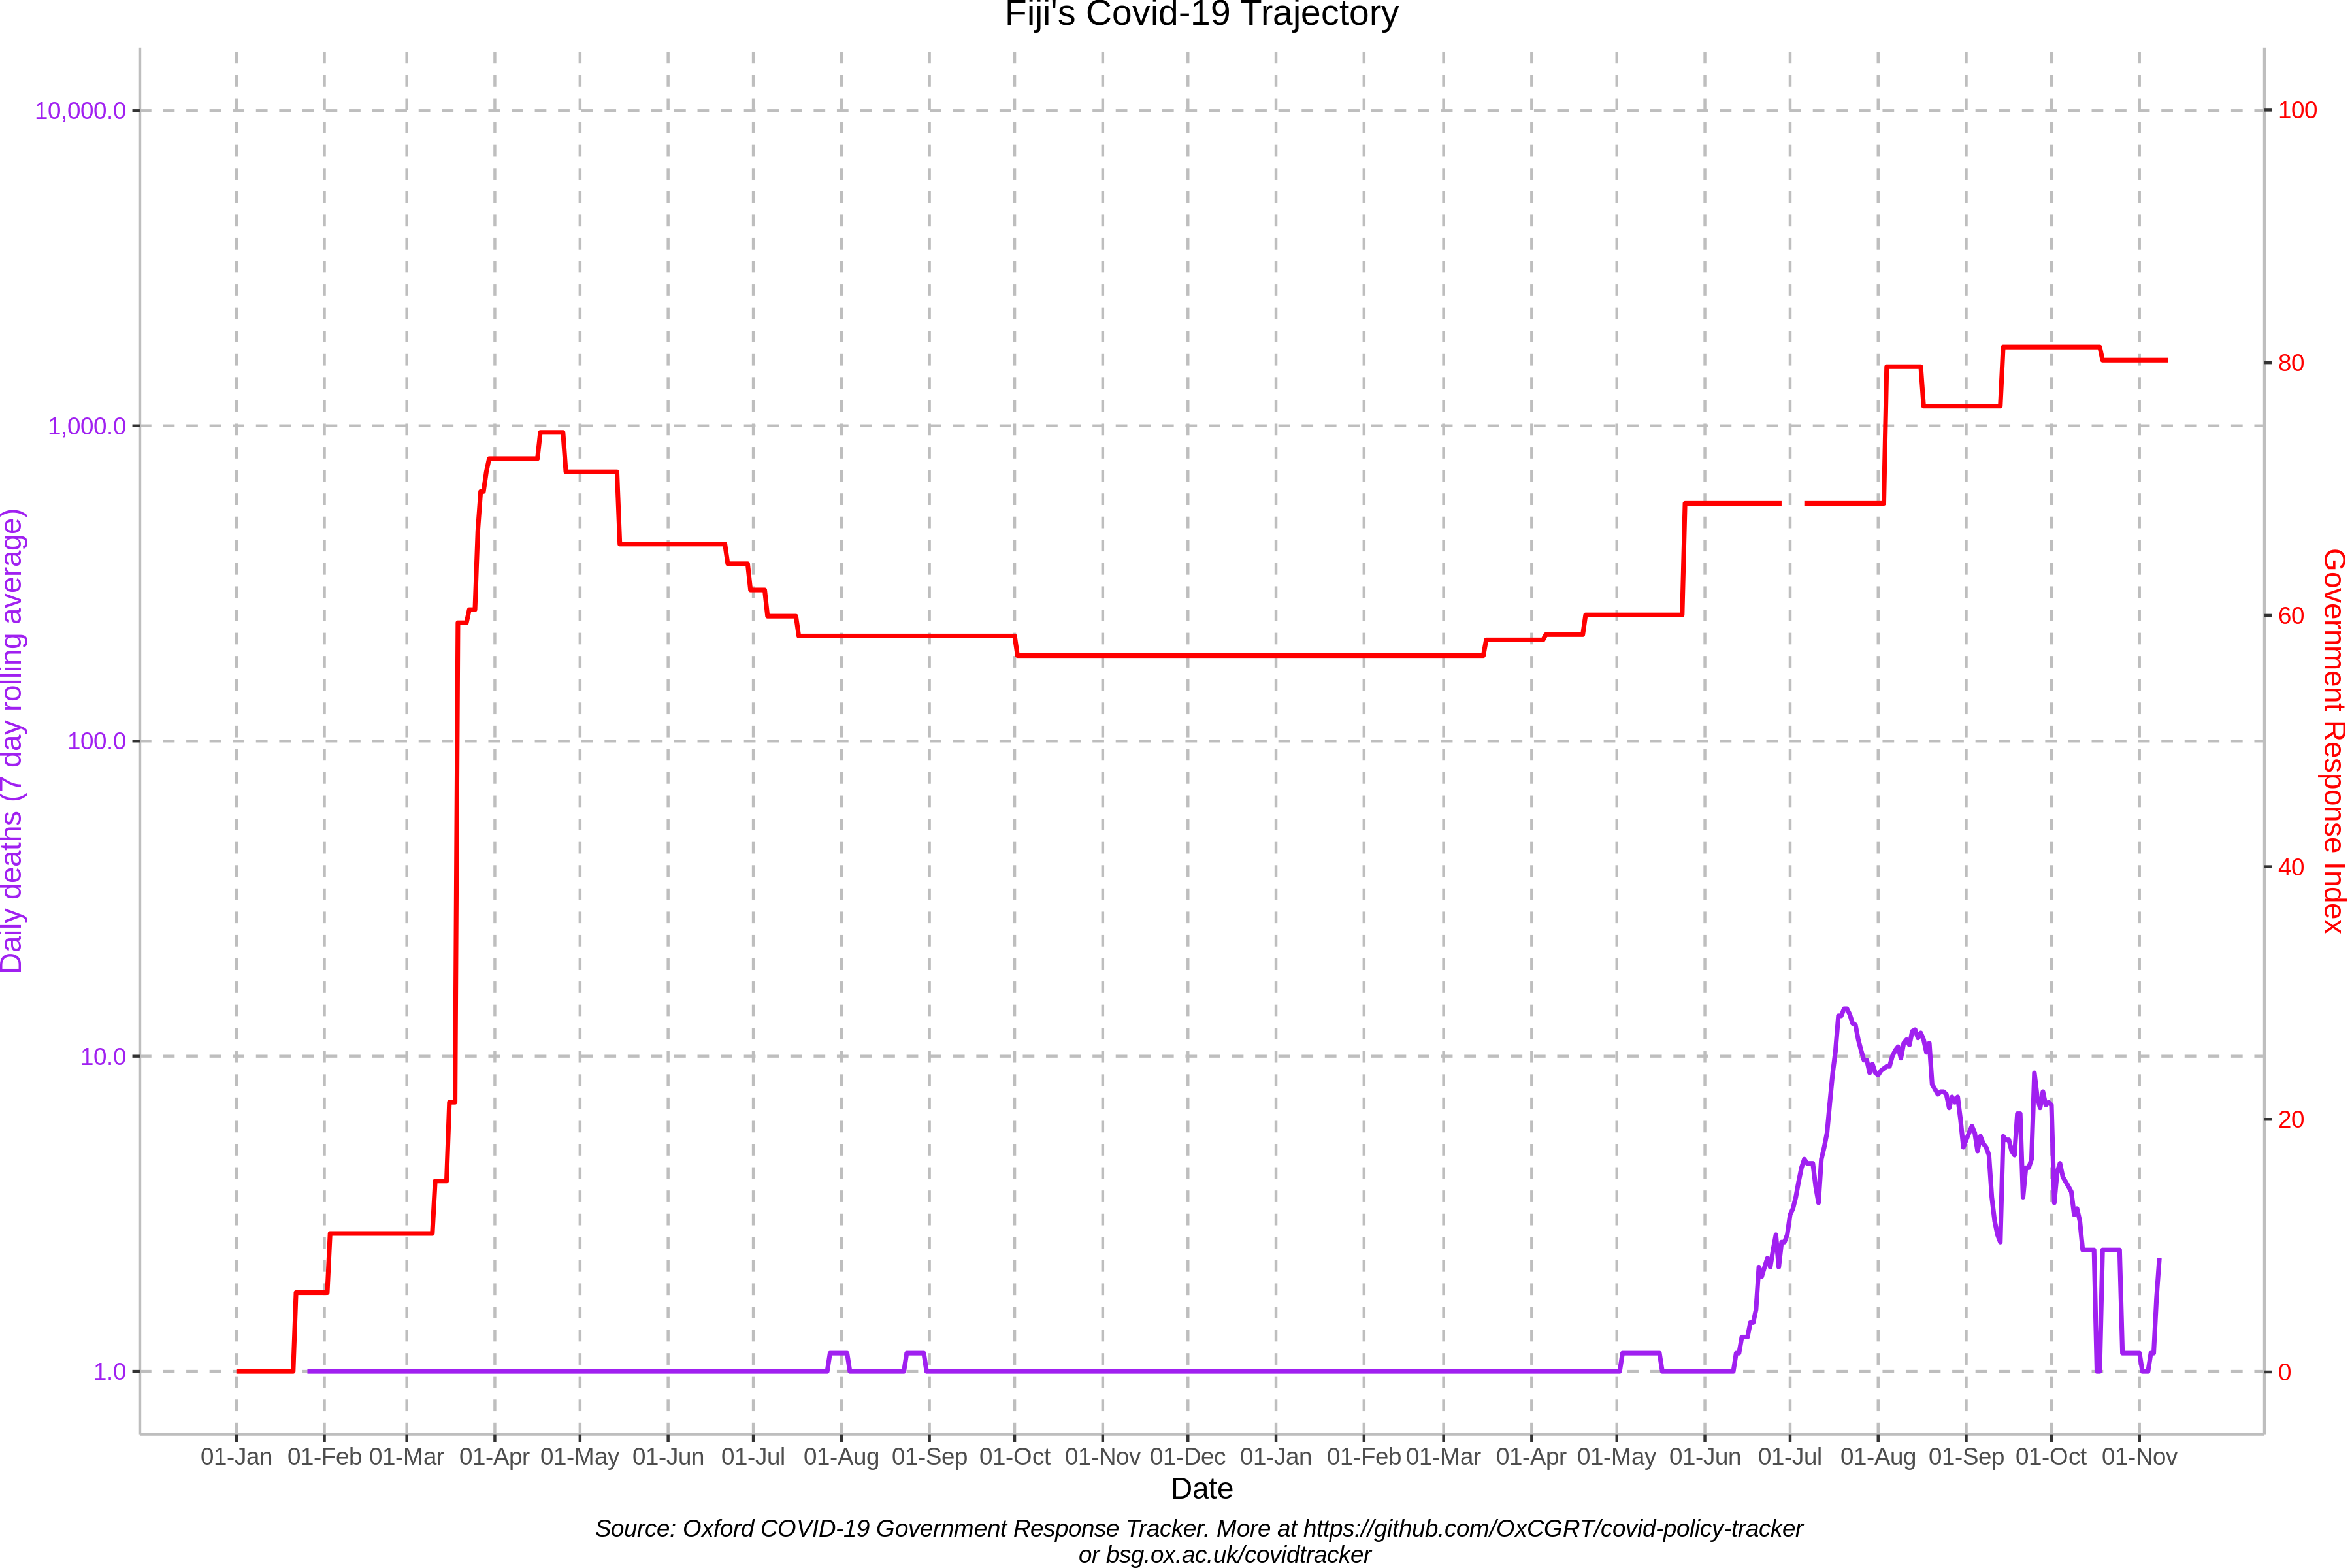 Fiji's Covid-19 Trajectory
10,000.0
1,000.0
100.0
10.0
1.0
Daily deaths (7 day rolling average)
100
80
60
40
20
0
Government Response Index
01-Jan 01-Feb 01-Mar 01-Apr 01-May 01-Jun 01-Jul 01-Aug 01-Sep 01-Oct 01-Nov 01-Dec 01-Jan 01-Feb 01-Mar 01-Apr 01-May 01-Jun 01-Jul 01-Aug 01-Sep 01-Oct 01-Nov
Date
Source: Oxford COVID-19 Government Response Tracker. More at https://github.com/OxCGRT/covid-policy-tracker
or bsg.ox.ac.uk/covidtracker